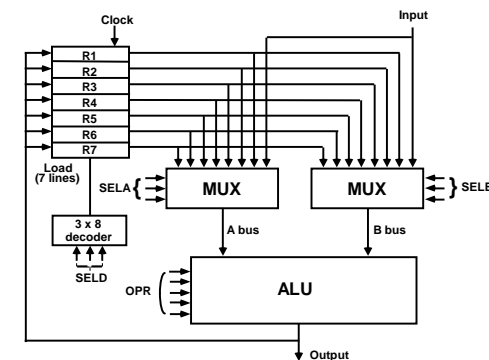 Clock
Input
R1
R2
R3
R4
R5
R6
R7
Load
(7 lines)
SELA
MUX
MUX
SELB
3 x 8
decoder
A bus
B bus
SELD
OPR
ALU
Output